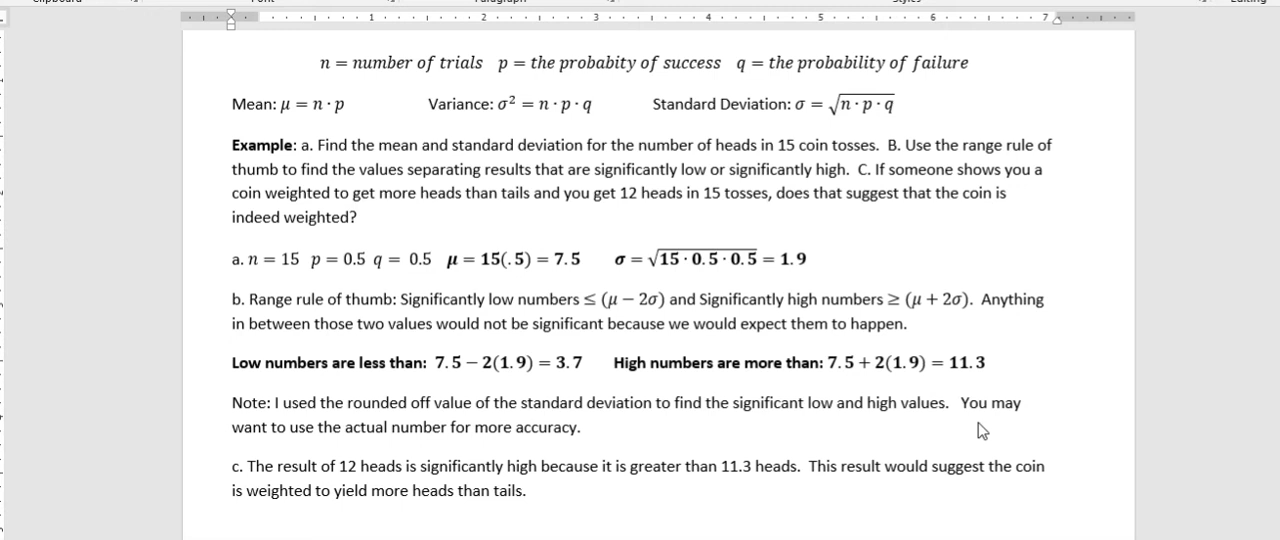 n = number of trials p = the probabity of success q = the probability of failure
Mean: μ = n · p Variance: σ² = n · p · q Standard Deviation: σ = √n · p · q
Example: a. Find the mean and standard deviation for the number of heads in 15 coin tosses. B. Use the range rule of
thumb to find the values separating results that are significantly low or significantly high. C. If someone shows you a
coin weighted to get more heads than tails and you get 12 heads in 15 tosses, does that suggest that the coin is
indeed weighted?
a. n = 15 p = 0.5 q = 0.5 μ = 15(.5) = 7.5 σ = √15 · 0.5 · 0.5 = 1.9
b. Range rule of thumb: Significantly low numbers ≤ (μ − 2σ) and Significantly high numbers ≥ (μ + 2σ). Anything
in between those two values would not be significant because we would expect them to happen.
Low numbers are less than: 7.5 − 2(1.9) = 3.7 High numbers are more than: 7.5 + 2(1.9) = 11.3
Note: I used the rounded off value of the standard deviation to find the significant low and high values. You may
want to use the actual number for more accuracy.
c. The result of 12 heads is significantly high because it is greater than 11.3 heads. This result would suggest the coin
is weighted to yield more heads than tails.